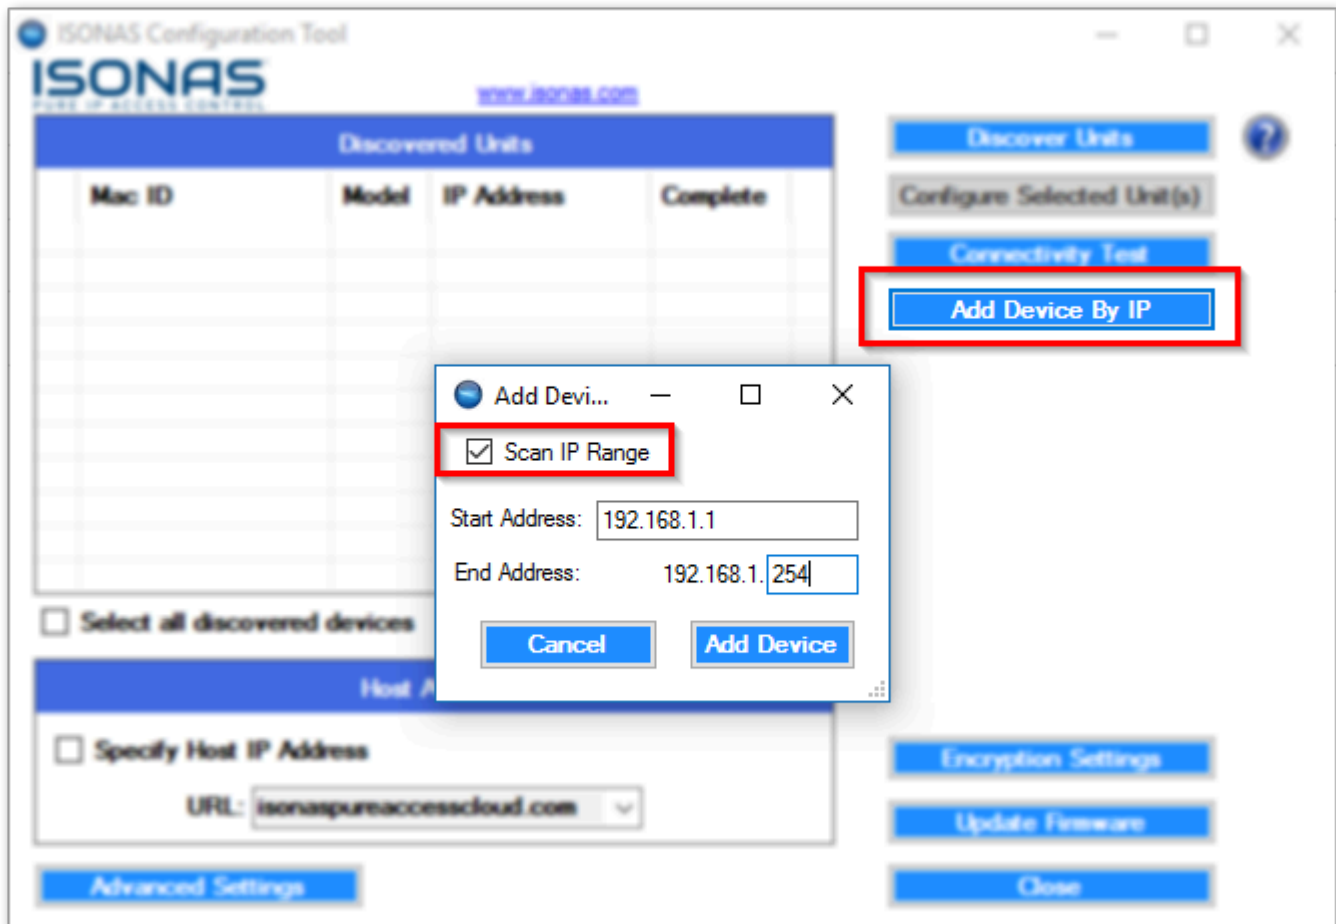 ISONAS Configuration Tool
ISONAS
PURE IP ACCESS CONTROL
www.isonas.com
Discovered Units
Mac ID Model IP Address Complete
Discover Units
?
Configure Selected Unit(s)
Connectivity Test
Add Device By IP
Add Devi...
Scan IP Range
Start Address: 192.168.1.1
End Address: 192.168.1. 254
Cancel Add Device
Select all discovered devices
Host A
Specify Host IP Address
URL: isonaspureaccesscloud.com
Encryption Settings
Update Firmware
Advanced Settings
Close